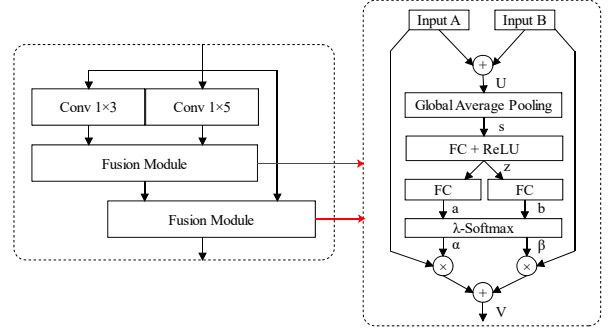 Conv 1×3
Conv 1×5
Fusion Module
Fusion Module
Input A
Input B
+
U
Global Average Pooling
s
FC + ReLU
z
FC
FC
a
b
λ-Softmax
α
β
×
×
+
V